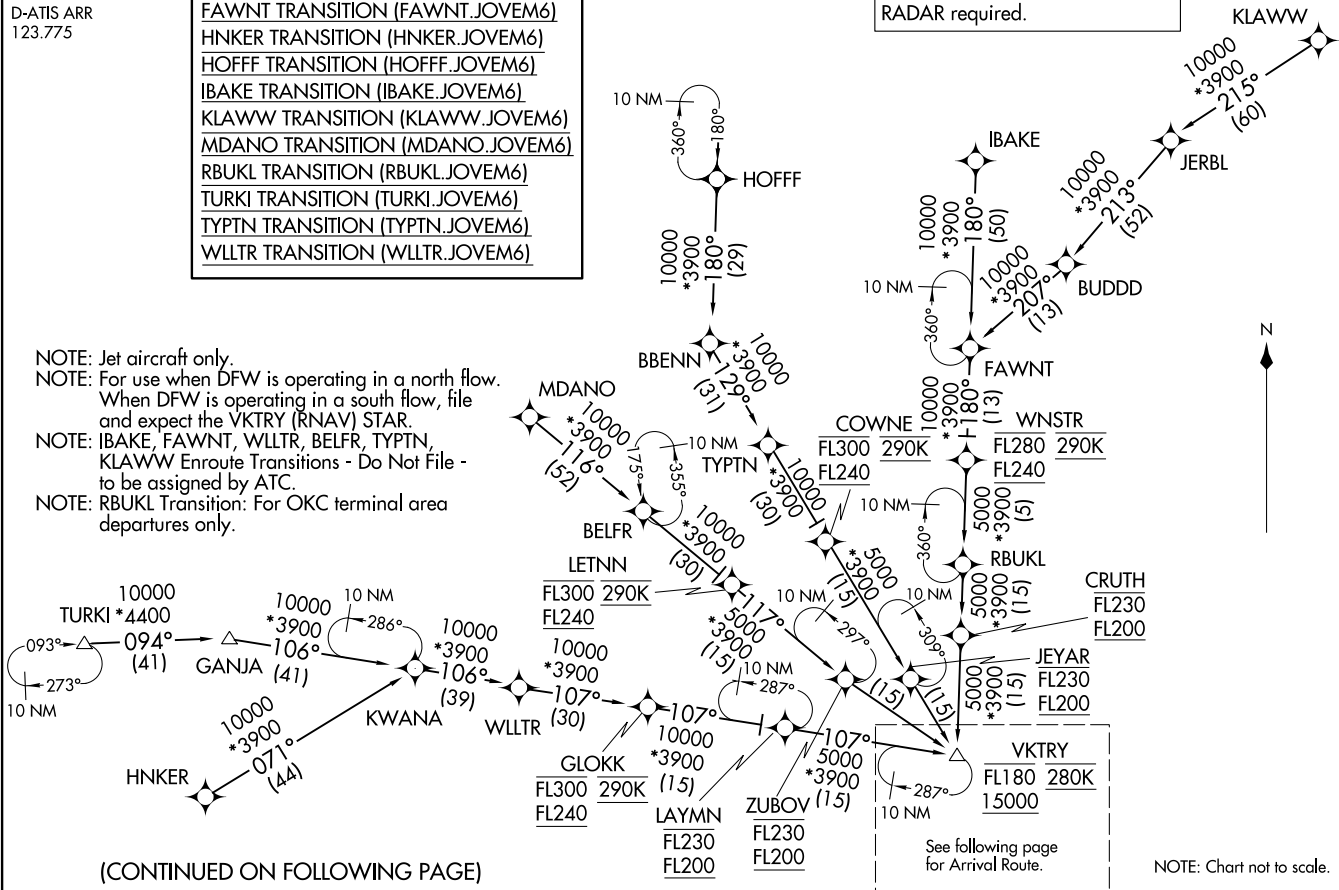 D-ATIS ARR
123.775
FAWNT TRANSITION (FAWNT.JOVEM6)
HNKER TRANSITION (HNKER.JOVEM6)
HOFFF TRANSITION (HOFFF.JOVEM6)
IBAKE TRANSITION (IBAKE.JOVEM6)
KLAWW TRANSITION (KLAWW.JOVEM6)
MDANO TRANSITION (MDANO.JOVEM6)
RBUKL TRANSITION (RBUKL.JOVEM6)
TURKI TRANSITION (TURKI.JOVEM6)
TYPTN TRANSITION (TYPTN.JOVEM6)
WLLTR TRANSITION (WLLTR.JOVEM6)
RADAR required.
KLAWW
10000
*3900
215°
(60)
JERBL
10000
*3900
213°
(52)
BUDDD
10000
*3900
207°
(13)
IBAKE
10000
*3900
180°
(50)
10 NM
360°
FAWNT
10000
*3900
180°
(13)
WNSTR
FL280 290K
FL240
5000
*3900
(5)
10 NM
360°
RBUKL
5000
*3900
(15)
CRUTH
FL230
FL200
5000
*3900
(15)
10 NM
360°
180°
HOFFF
10000
*3900
180°
(29)
BBENN
10000
*3900
129°
(31)
TYPTN
10000
*3900
(30)
COWNE
FL300 290K
FL240
5000
*3900
(15)
10 NM
309°
JEYAR
FL230
FL200
(15)
N
NOTE: Jet aircraft only.
NOTE: For use when DFW is operating in a north flow.
When DFW is operating in a south flow, file
and expect the VKTRY (RNAV) STAR.
NOTE: IBAKE, FAWNT, WLLTR, BELFR, TYPTN,
KLAWW Enroute Transitions - Do Not File -
to be assigned by ATC.
NOTE: RBUKL Transition: For OKC terminal area
departures only.
MDANO
10000
*3900
116°
(52)
10 NM
175°
355°
BELFR
10000
*3900
(30)
LETNN
FL300 290K
FL240
117°
5000
*3900
(15)
10 NM
297°
ZUBOV
FL230
FL200
(15)
TURKI
10000
*4400
094°
(41)
093°
273°
10 NM
GANJA
10000
*3900
106°
(41)
10 NM
286°
KWANA
10000
*3900
106°
(39)
WLLTR
10000
*3900
107°
(30)
GLOKK
FL300 290K
FL240
107°
10000
*3900
(15)
10 NM
287°
LAYMN
FL230
FL200
107°
5000
*3900
(15)
HNKER
10000
*3900
071°
(44)
VKTRY
FL180 280K
15000
287°
10 NM
See following page
for Arrival Route.
(CONTINUED ON FOLLOWING PAGE)
NOTE: Chart not to scale.